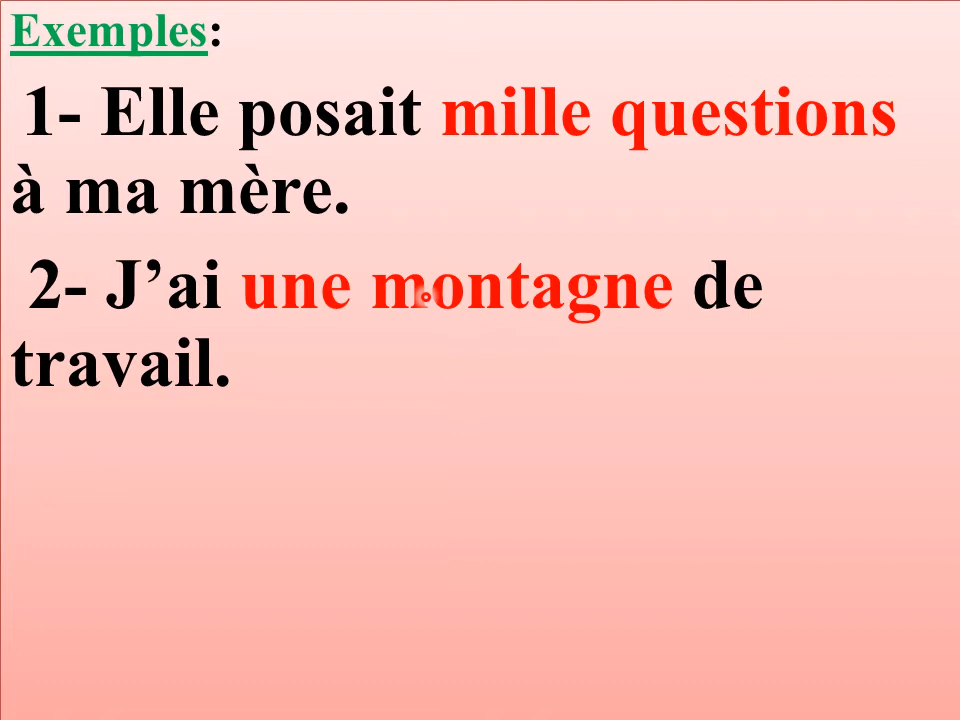 Exemples:
1- Elle posait mille questions
à ma mère.
2- J’ai une montagne de
travail.